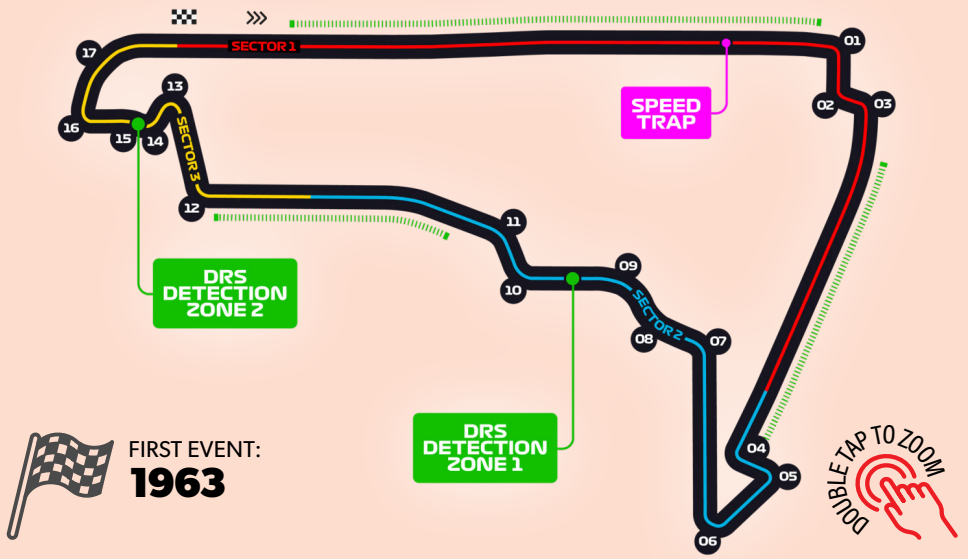 SECTOR 1
01
17
13
SPEED
TRAP
02
03
16
15
14
SECTOR 3
12
11
DRS
DETECTION
ZONE 2
09
10
SECTOR 2
08
07
DRS
DETECTION
ZONE 1
04
05
06
FIRST EVENT:
1963
DOUBLE TAP TO ZOOM